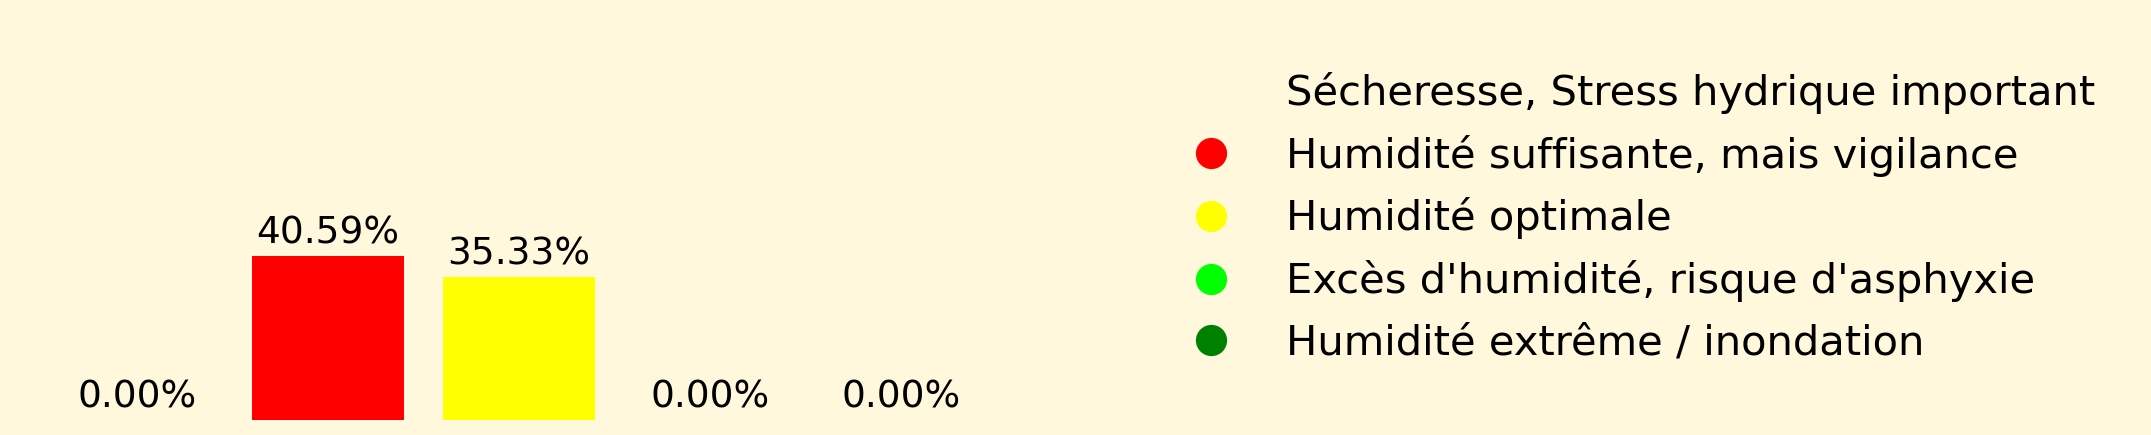 40.59%
35.33%
0.00%
0.00%
0.00%
Sécheresse, Stress hydrique important
Humidité suffisante, mais vigilance
Humidité optimale
Excès d'humidité, risque d'asphyxie
Humidité extrême / inondation